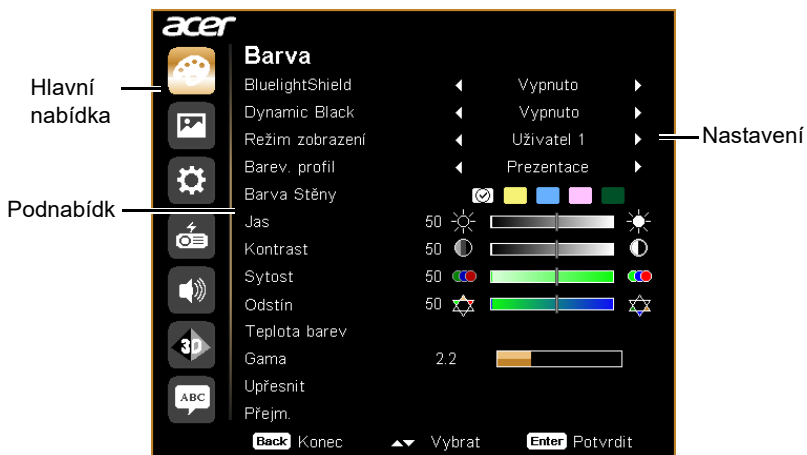 acer
Barva
BluelightShield Vypnuto
Dynamic Black Vypnuto
Režim zobrazení Uživatel 1
Barev. profil Prezentace
Barva Stěny
Jas 50
Kontrast 50
Sytost 50
Odstín 50
Teplota barev
Gama 2.2
Upřesnit
Přejm.
Back Konec Vybrat Enter Potvrdit
3D
ABC
Hlavní
nabídka
Podnabídk
Nastavení